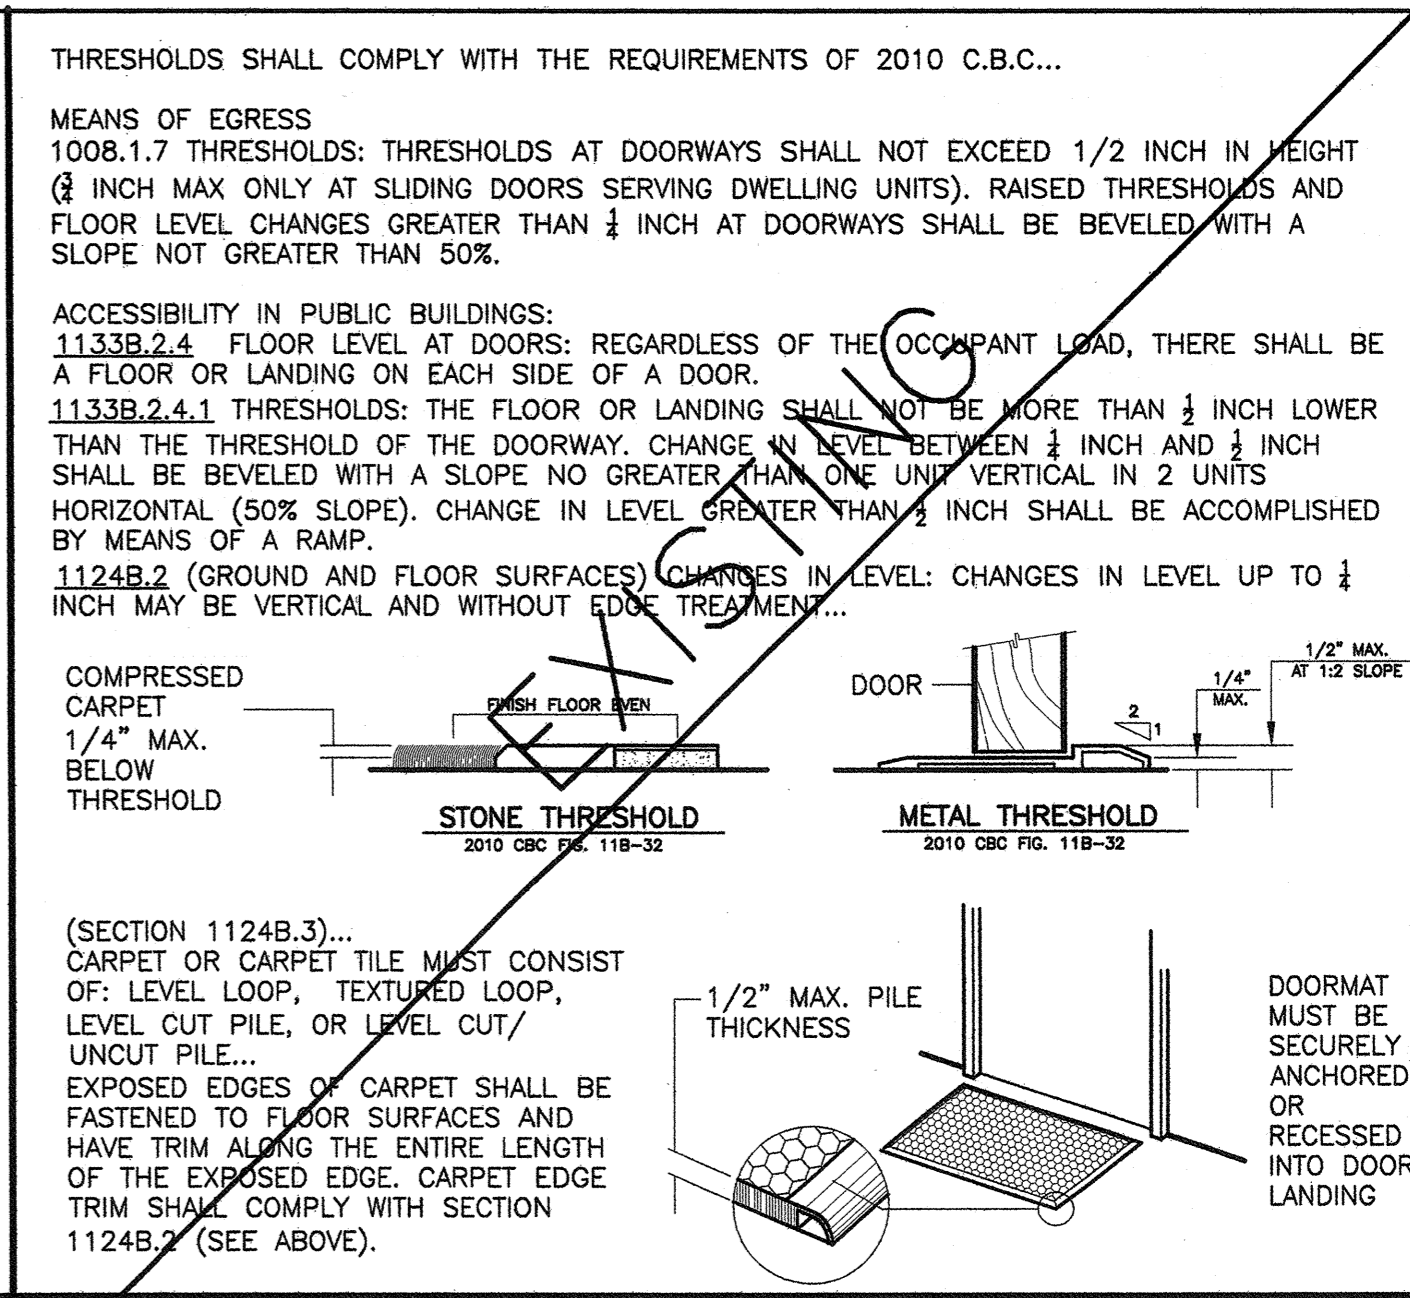 THRESHOLDS SHALL COMPLY WITH THE REQUIREMENTS OF 2010 C.B.C...
MEANS OF EGRESS
1008.1.7 THRESHOLDS: THRESHOLDS AT DOORWAYS SHALL NOT EXCEED 1/2 INCH IN HEIGHT
(3/4 INCH MAX ONLY AT SLIDING DOORS SERVING DWELLING UNITS). RAISED THRESHOLDS AND
FLOOR LEVEL CHANGES GREATER THAN 1/4 INCH AT DOORWAYS SHALL BE BEVELED WITH A
SLOPE NOT GREATER THAN 50%.
ACCESSIBILITY IN PUBLIC BUILDINGS:
1133B.2.4 FLOOR LEVEL AT DOORS: REGARDLESS OF THE OCCUPANT LOAD, THERE SHALL BE
A FLOOR OR LANDING ON EACH SIDE OF A DOOR.
1133B.2.4.1 THRESHOLDS: THE FLOOR OR LANDING SHALL NOT BE MORE THAN 1/2 INCH LOWER
THAN THE THRESHOLD OF THE DOORWAY. CHANGE IN LEVEL BETWEEN 1/4 INCH AND 1/2 INCH
SHALL BE BEVELED WITH A SLOPE NO GREATER THAN ONE UNIT VERTICAL IN 2 UNITS
HORIZONTAL (50% SLOPE). CHANGE IN LEVEL GREATER THAN 1/2 INCH SHALL BE ACCOMPLISHED
BY MEANS OF A RAMP.
1124B.2 (GROUND AND FLOOR SURFACES) CHANGES IN LEVEL: CHANGES IN LEVEL UP TO 1/4
INCH MAY BE VERTICAL AND WITHOUT EDGE TREATMENT...
EXISTING
COMPRESSED
CARPET
1/4" MAX.
BELOW
THRESHOLD
FINISH FLOOR EVEN
STONE THRESHOLD
2010 CBC FIG. 11B-32
DOOR
2
1
1/4"
MAX.
1/2" MAX.
AT 1:2 SLOPE
METAL THRESHOLD
2010 CBC FIG. 11B-32
(SECTION 1124B.3)...
CARPET OR CARPET TILE MUST CONSIST
OF: LEVEL LOOP, TEXTURED LOOP,
LEVEL CUT PILE, OR LEVEL CUT/
UNCUT PILE...
EXPOSED EDGES OF CARPET SHALL BE
FASTENED TO FLOOR SURFACES AND
HAVE TRIM ALONG THE ENTIRE LENGTH
OF THE EXPOSED EDGE. CARPET EDGE
TRIM SHALL COMPLY WITH SECTION
1124B.2 (SEE ABOVE).
1/2" MAX. PILE
THICKNESS
DOORMAT
MUST BE
SECURELY
ANCHORED
OR
RECESSED
INTO DOOR
LANDING